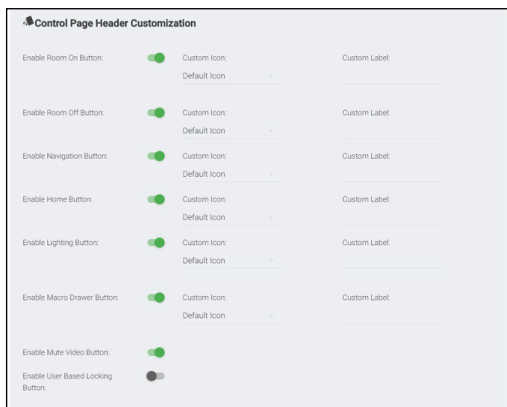 Control Page Header Customization
Enable Room On Button: Custom Icon: Custom Label:
Default Icon
Enable Room Off Button: Custom Icon: Custom Label:
Default Icon
Enable Navigation Button: Custom Icon: Custom Label:
Default Icon
Enable Home Button: Custom Icon: Custom Label:
Default Icon
Enable Lighting Button: Custom Icon: Custom Label:
Default Icon
Enable Macro Drawer Button: Custom Icon: Custom Label:
Default Icon
Enable Mute Video Button:
Enable User Based Locking
Button: